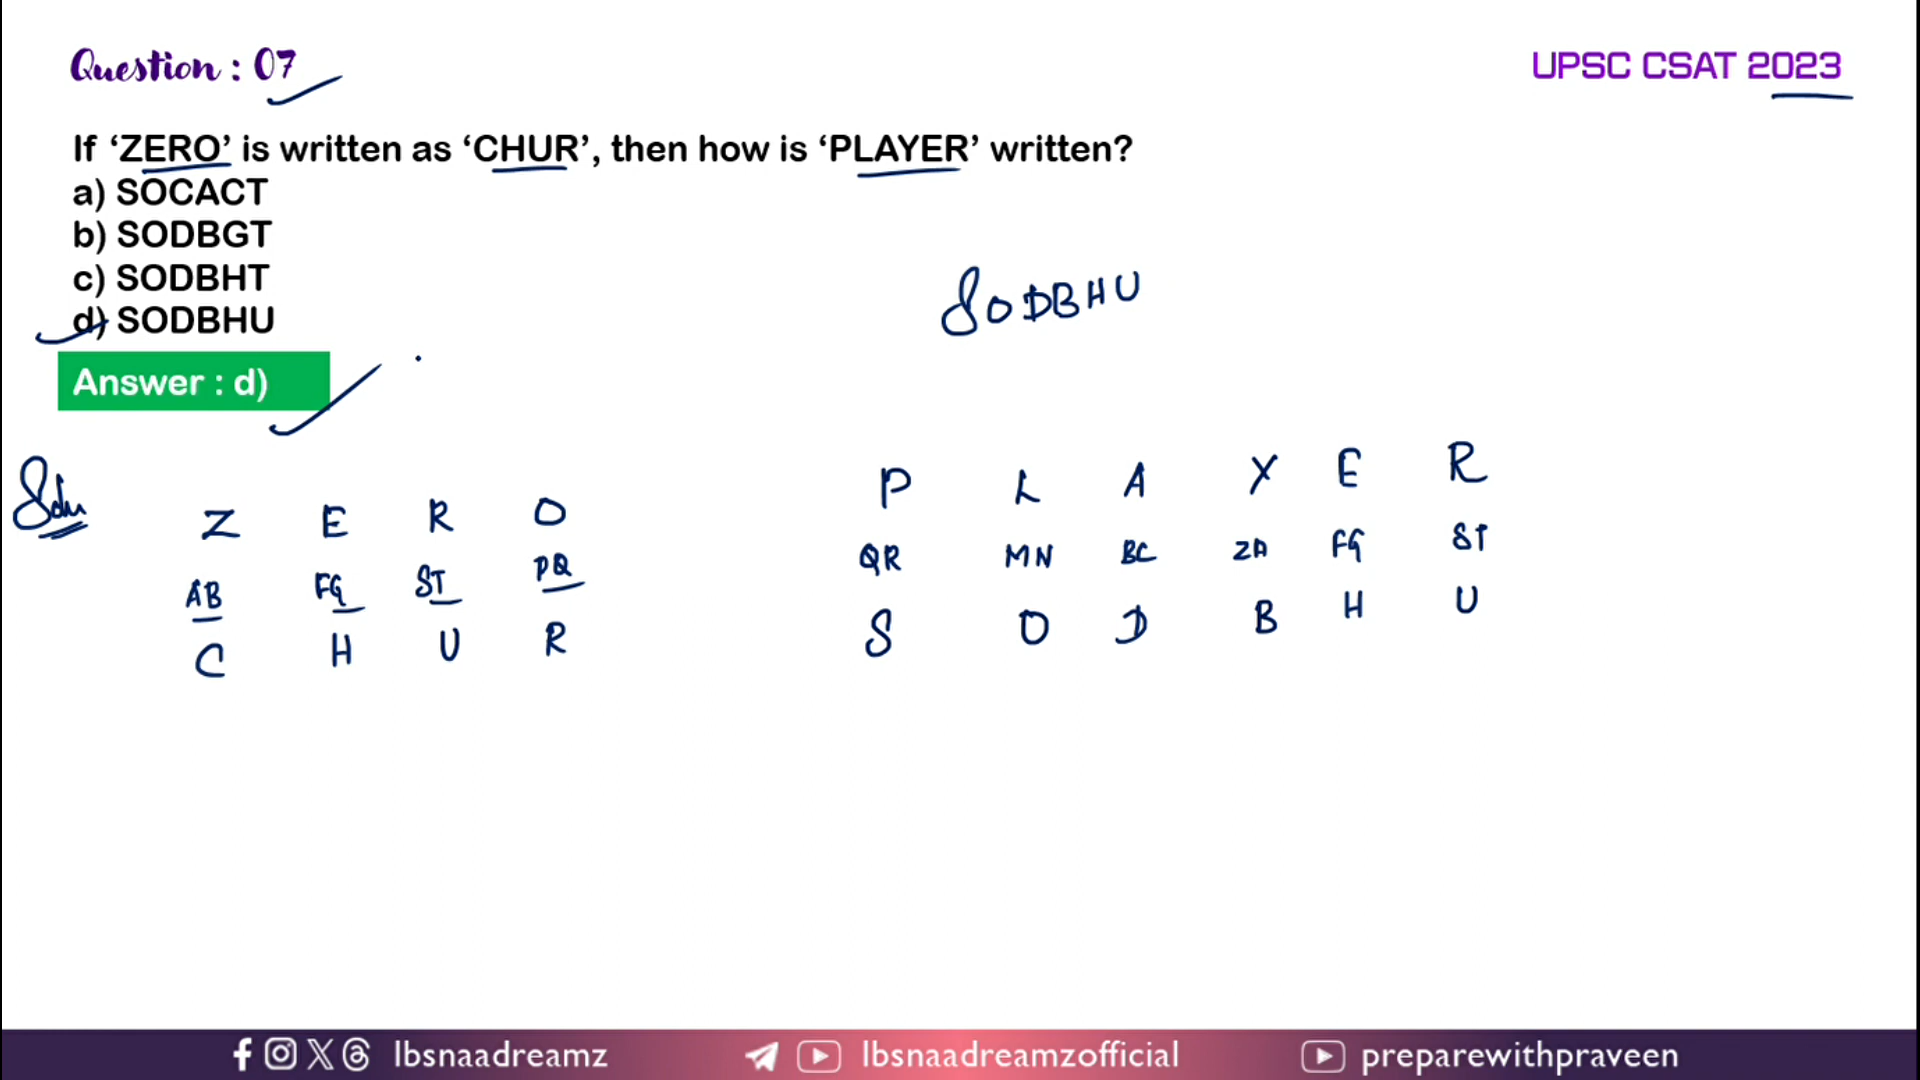 Question : 07
UPSC CSAT 2023
If ‘ZERO’ is written as ‘CHUR’, then how is ‘PLAYER’ written?
a) SOCACT
b) SODBGT
c) SODBHT
d) SODBHU
SODBHU
Answer : d)
Soln
Z E R O
AB FG ST PQ
C H U R
P L A Y E R
QR MN BC ZA FG ST
S O D B H U
lbsnaadreamz
lbsnaadreamzofficial
preparewithpraveen